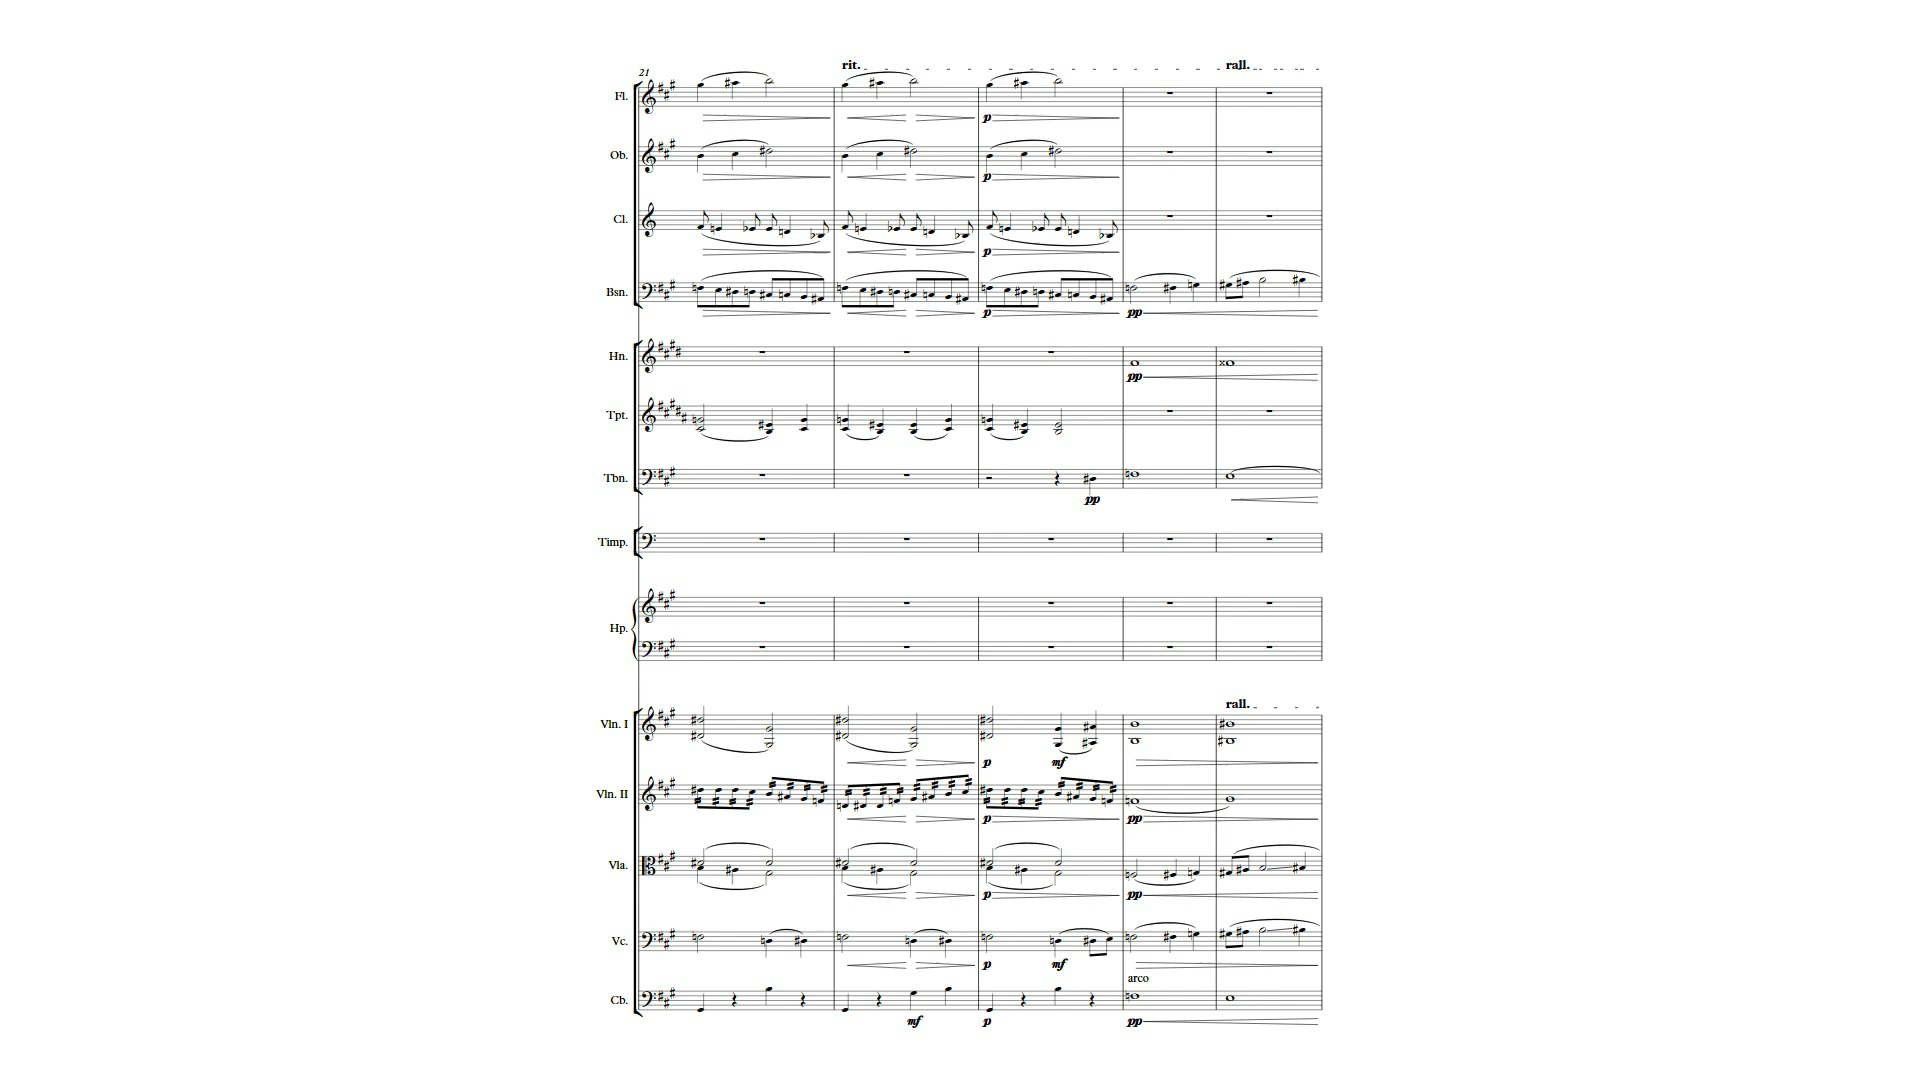 rit. rall.
21
Fl.
p
Ob.
p
Cl.
p
Bsn.
p pp
Hn.
pp
Tpt.
Tbn.
pp
Timp.
Hp.
rall.
Vln. I
p mf
Vln. II
p pp
Vla.
p pp
Vc.
p mf
arco
Cb.
mf p pp